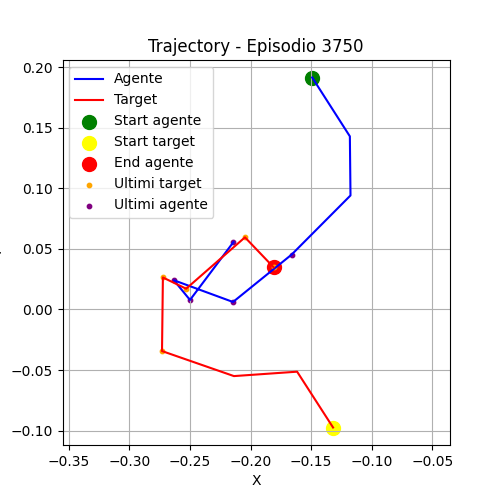 Trajectory - Episodio 3750
Agente
Target
Start agente
Start target
End agente
Ultimi target
Ultimi agente
0.20
0.15
0.10
0.05
0.00
−0.05
−0.10
−0.35
−0.30
−0.25
−0.20
−0.15
−0.10
−0.05
X